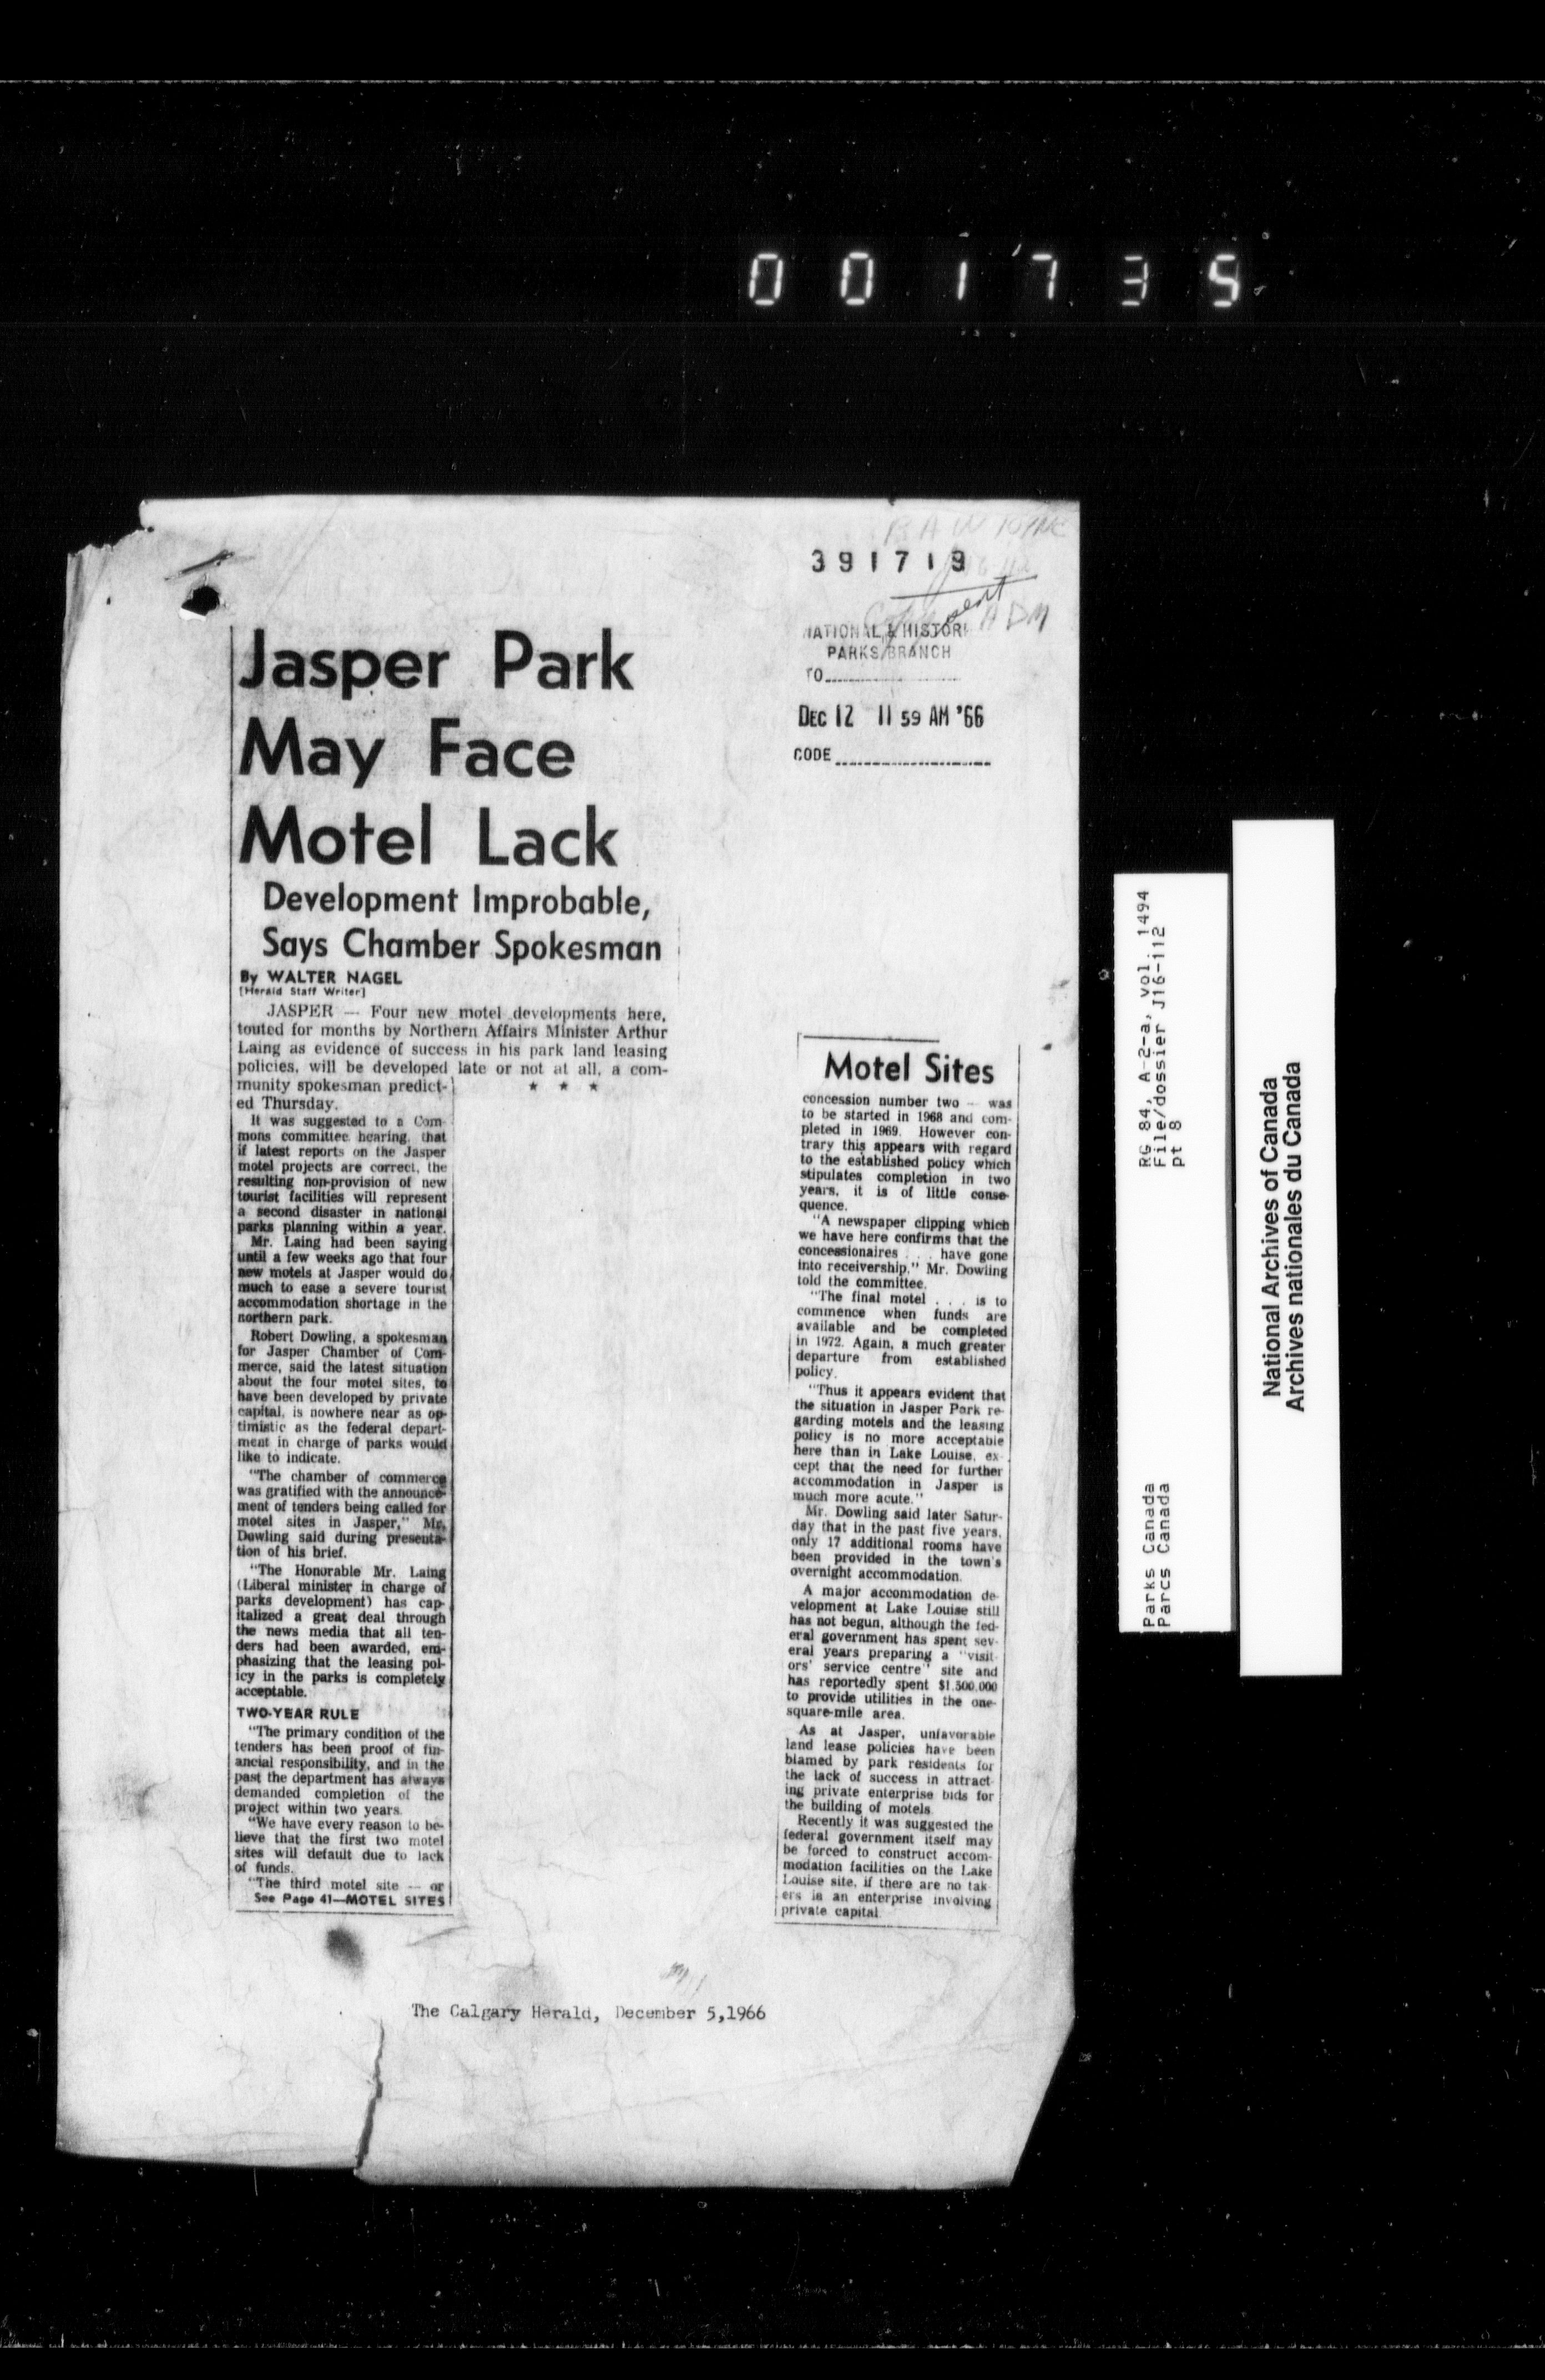 001735
391719
sent
ADM
NATIONAL & HISTORI
PARKS BRANCH
TO
DEC 12 11 59 AM '66
CODE
Jasper Park
May Face
Motel Lack
Development Improbable,
Says Chamber Spokesman
By WALTER NAGEL
[Herald Staff Writer]
JASPER — Four new motel developments here,
touted for months by Northern Affairs Minister Arthur
Laing as evidence of success in his park land leasing
policies, will be developed late or not at all, a com-
munity spokesman predict-
ed Thursday.
★ ★ ★
It was suggested to a Com-
mons committee hearing, that
if latest reports on the Jasper
motel projects are correct, the
resulting non-provision of new
tourist facilities will represent
a second disaster in national
parks planning within a year.
Mr. Laing had been saying
until a few weeks ago that four
new motels at Jasper would do
much to ease a severe tourist
accommodation shortage in the
northern park.
Robert Dowling, a spokesman
for Jasper Chamber of Com-
merce, said the latest situation
about the four motel sites, to
have been developed by private
capital, is nowhere near as op-
timistic as the federal depart-
ment in charge of parks would
like to indicate.
"The chamber of commerce
was gratified with the announce-
ment of tenders being called for
motel sites in Jasper," Mr.
Dowling said during presenta-
tion of his brief.
"The Honorable Mr. Laing
(Liberal minister in charge of
parks development) has cap-
italized a great deal through
the news media that all ten-
ders had been awarded, em-
phasizing that the leasing pol-
icy in the parks is completely
acceptable.
TWO-YEAR RULE
"The primary condition of the
tenders has been proof of fin-
ancial responsibility, and in the
past the department has always
demanded completion of the
project within two years.
"We have every reason to be-
lieve that the first two motel
sites will default due to lack
of funds.
"The third motel site — or
See Page 41—MOTEL SITES
Motel Sites
concession number two — was
to be started in 1968 and com-
pleted in 1969. However con-
trary this appears with regard
to the established policy which
stipulates completion in two
years, it is of little conse-
quence.
"A newspaper clipping which
we have here confirms that the
concessionaires . . . have gone
into receivership," Mr. Dowling
told the committee.
"The final motel . . . is to
commence when funds are
available and be completed
in 1972. Again, a much greater
departure from established
policy.
"Thus it appears evident that
the situation in Jasper Park re-
garding motels and the leasing
policy is no more acceptable
here than in Lake Louise, ex-
cept that the need for further
accommodation in Jasper is
much more acute."
Mr. Dowling said later Satur-
day that in the past five years,
only 17 additional rooms have
been provided in the town's
overnight accommodation.
A major accommodation de-
velopment at Lake Louise still
has not begun, although the fed-
eral government has spent sev-
eral years preparing a "visit-
ors' service centre" site and
has reportedly spent $1,500,000
to provide utilities in the one-
square-mile area.
As at Jasper, unfavorable
land lease policies have been
blamed by park residents for
the lack of success in attract-
ing private enterprise bids for
the building of motels.
Recently it was suggested the
federal government itself may
be forced to construct accom-
modation facilities on the Lake
Louise site, if there are no tak-
ers in an enterprise involving
private capital.
The Calgary Herald, December 5,1966
Parks Canada
Parcs Canada
RG 84, A-2-a, vol. 1494
File/dossier J16-112
pt 8
National Archives of Canada
Archives nationales du Canada